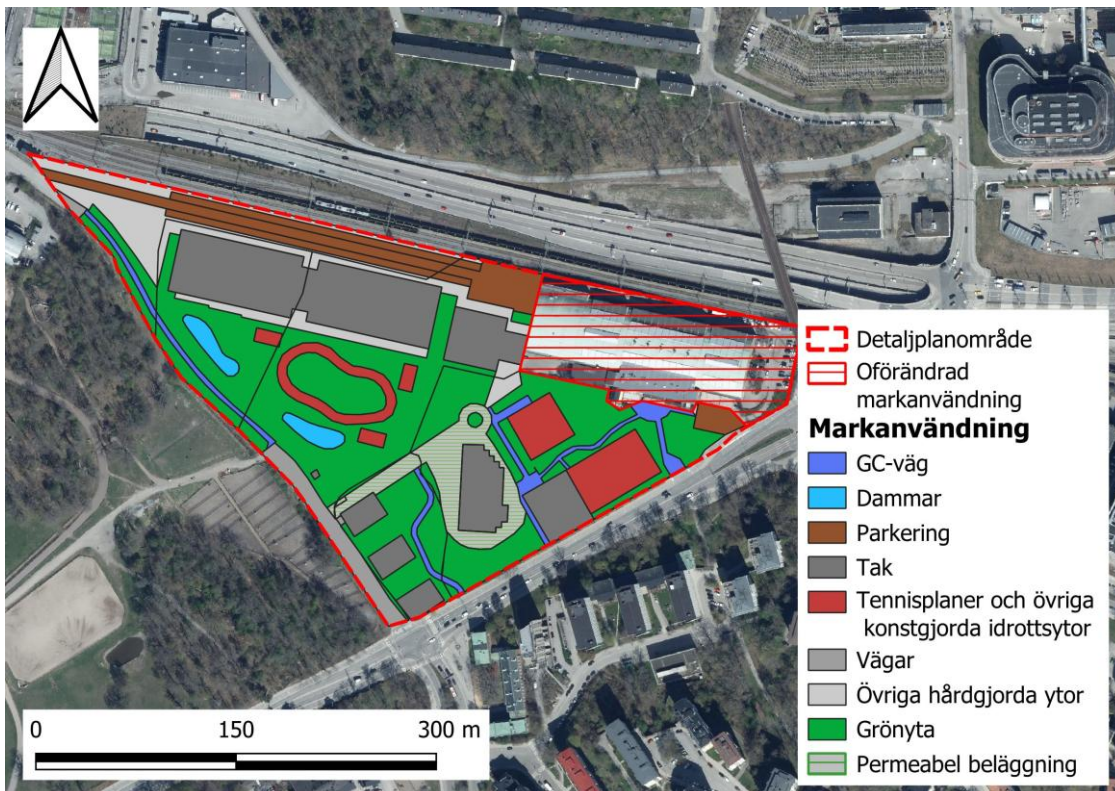 Detaljplanområde
Oförändrad
markanvändning
Markanvändning
GC-väg
Dammar
Parkering
Tak
Tennisplaner och övriga
konstgjorda idrottsytor
Vägar
Övriga hårdgjorda ytor
Grönyta
Permeabel beläggning
0 150 300 m